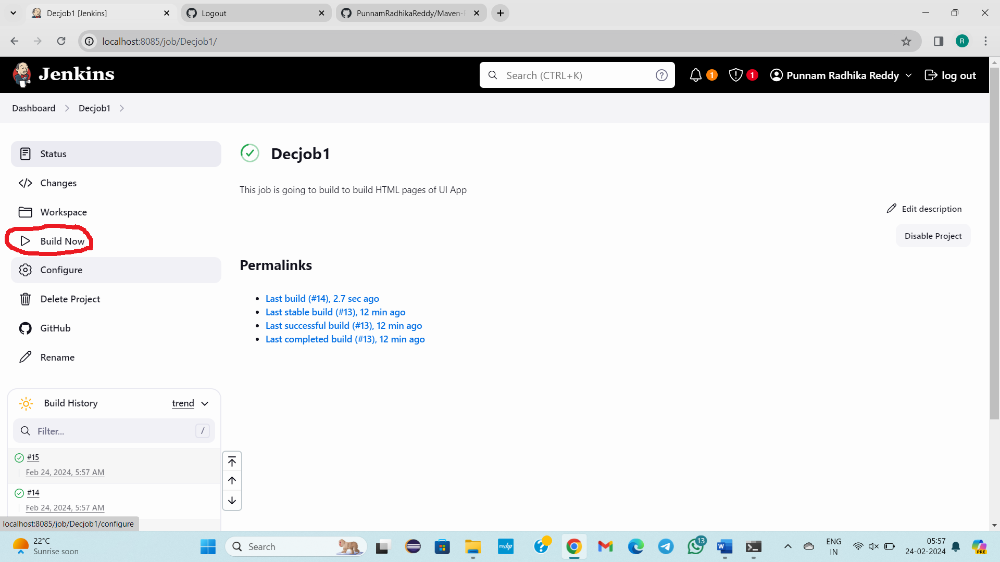 Decjob1 [Jenkins]
Logout
PunnamRadhikaReddy/Maven-
localhost:8085/job/Decjob1/
R
Jenkins
Search (CTRL+K)
?
1
1
Punnam Radhika Reddy
log out
Dashboard
Decjob1
Status
Changes
Workspace
Build Now
Configure
Delete Project
GitHub
Rename
Decjob1
This job is going to build to build HTML pages of UI App
Edit description
Disable Project
Permalinks
Last build (#14), 2.7 sec ago
Last stable build (#13), 12 min ago
Last successful build (#13), 12 min ago
Last completed build (#13), 12 min ago
Build History
trend
Filter...
/
#15
Feb 24, 2024, 5:57 AM
#14
Feb 24, 2024, 5:57 AM
localhost:8085/job/Decjob1/configure
22°C
Sunrise soon
Search
myhp
13
ENG
IN
05:57
24-02-2024
PRE